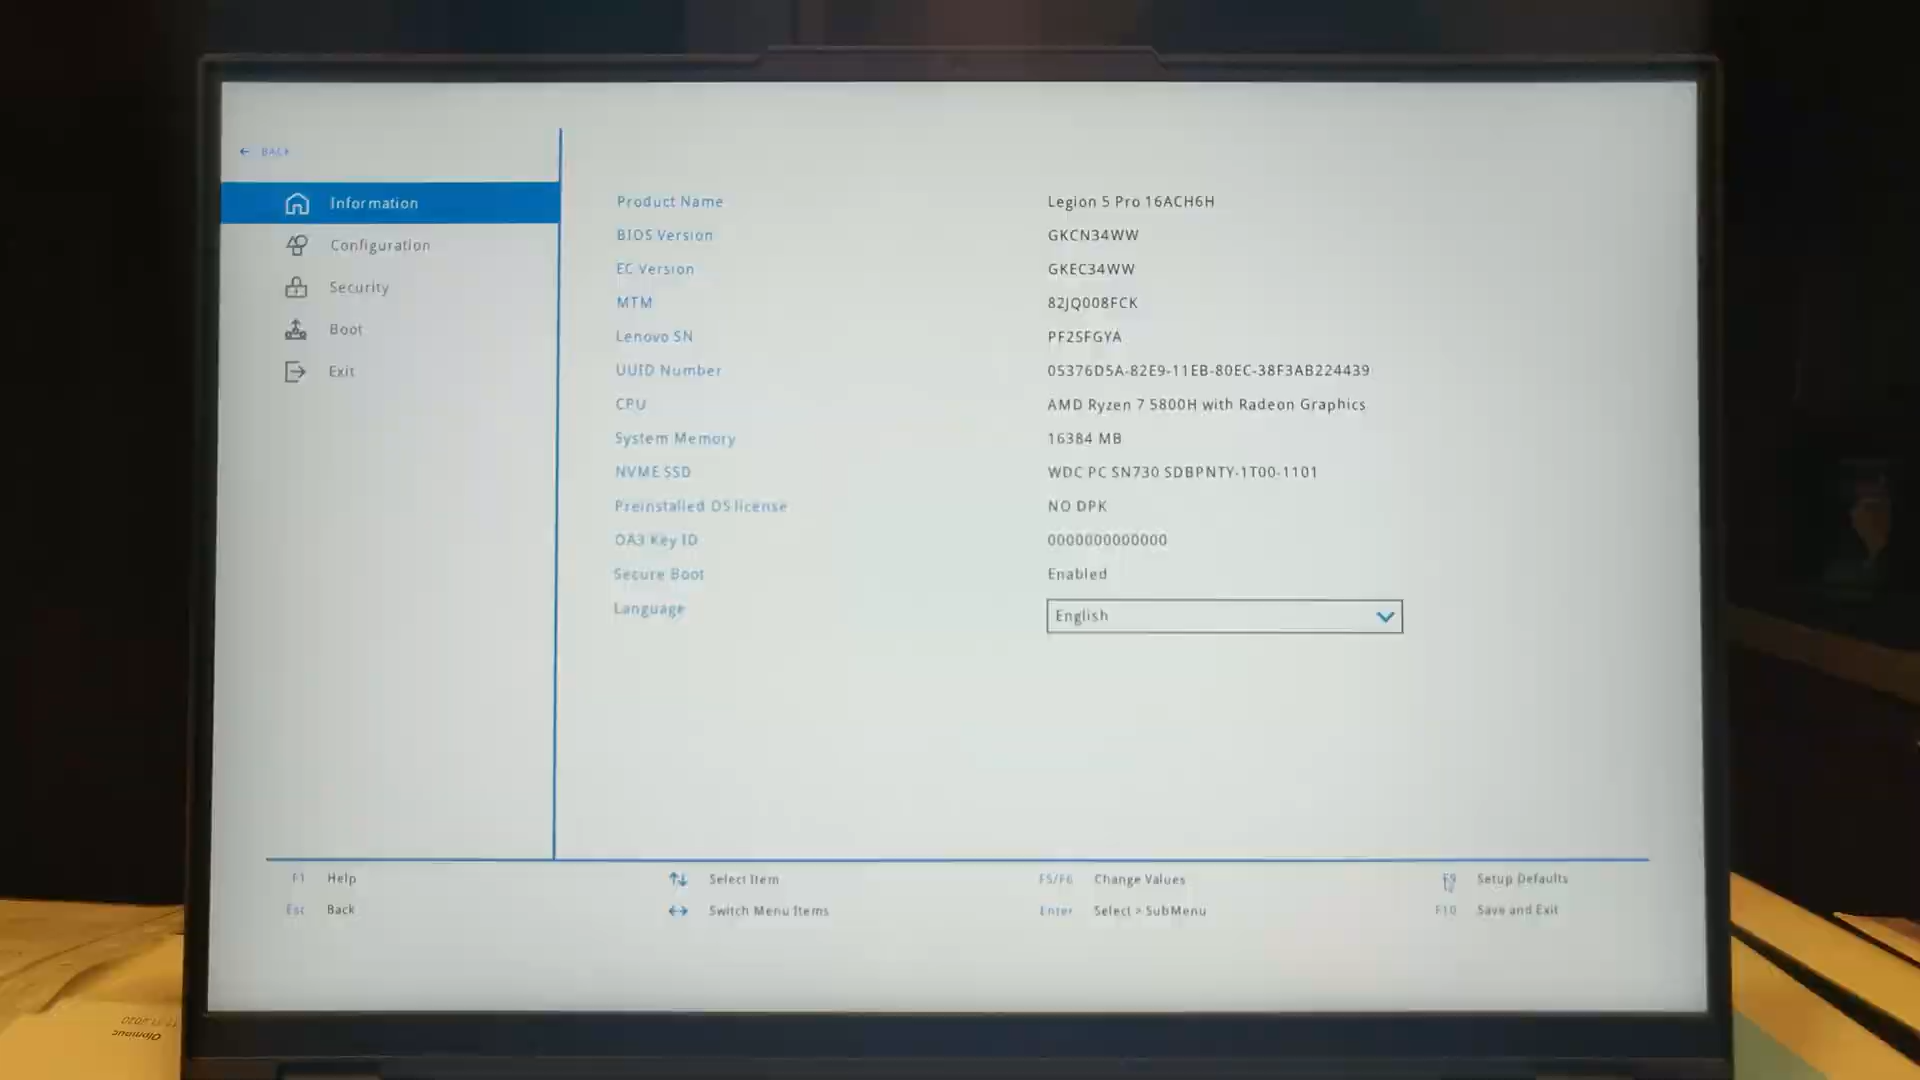 ← BACK
Information
Configuration
Security
Boot
Exit
Product Name Legion 5 Pro 16ACH6H
BIOS Version GKCN34WW
EC Version GKEC34WW
MTM 82JQ008FCK
Lenovo SN PF2SFGYA
UUID Number 05376D5A-82E9-11EB-80EC-38F3AB224439
CPU AMD Ryzen 7 5800H with Radeon Graphics
System Memory 16384 MB
NVME SSD WDC PC SN730 SDBPNTY-1T00-1101
Preinstalled OS license NO DPK
OA3 Key ID 0000000000000
Secure Boot Enabled
Language English
F1 Help ↑↓ Select Item F5/F6 Change Values F9 Setup Defaults
Esc Back ↔ Switch Menu Items Enter Select > SubMenu F10 Save and Exit